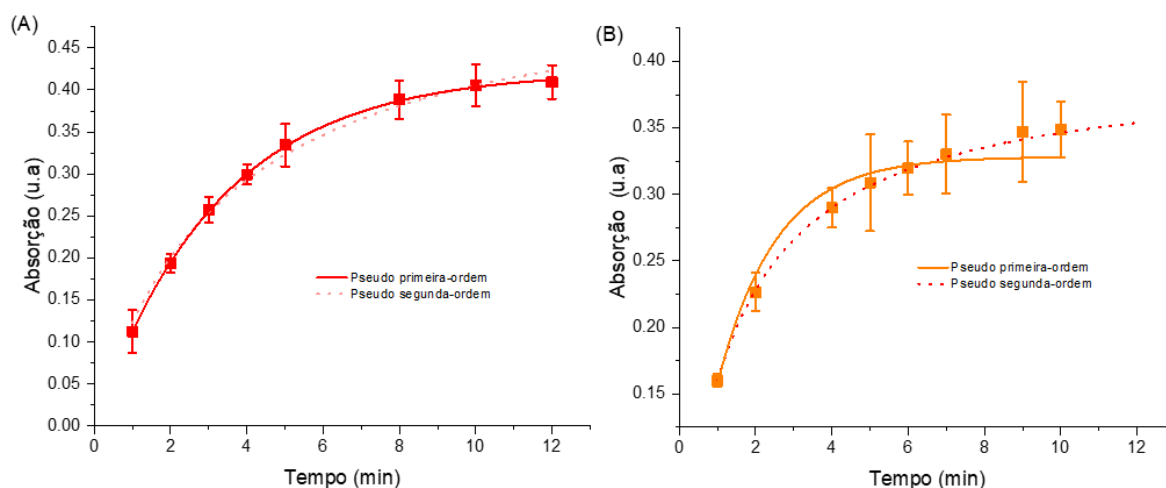 (A)
0.45
0.40
0.35
0.30
0.25
0.20
0.15
0.10
0.05
0.00
Absorção (u.a)
Pseudo primeira-ordem
Pseudo segunda-ordem
0 2 4 6 8 10 12
Tempo (min)
(B)
0.40
0.35
0.30
0.25
0.20
0.15
Absorção (u.a)
Pseudo primeira-ordem
Pseudo segunda-ordem
0 2 4 6 8 10 12
Tempo (min)